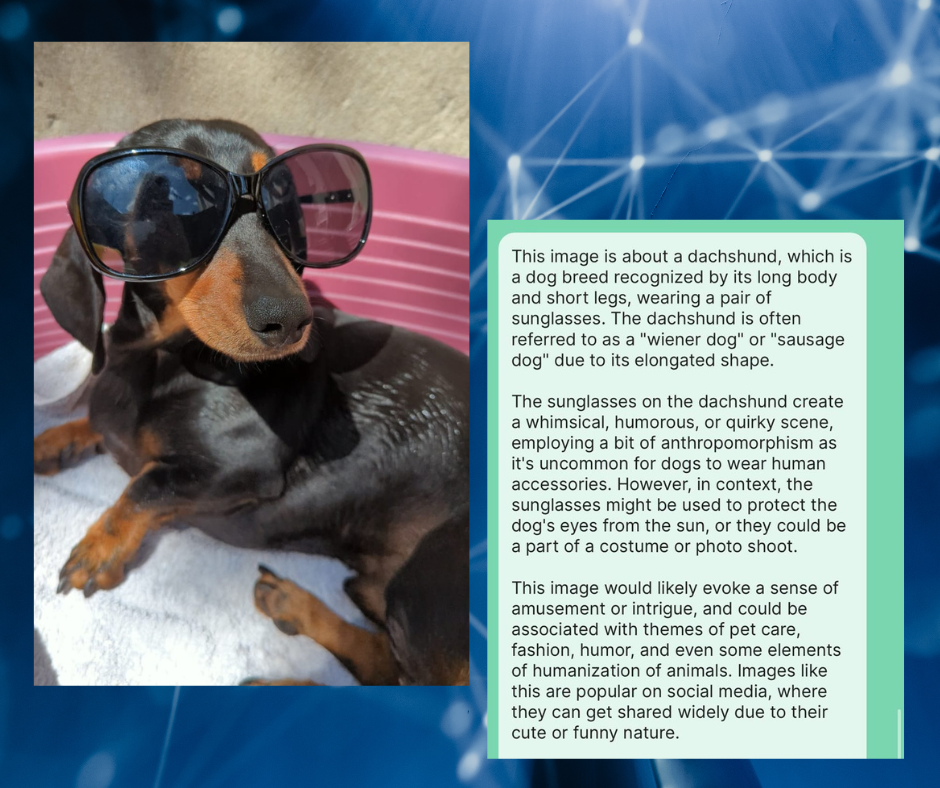 This image is about a dachshund, which is
a dog breed recognized by its long body
and short legs, wearing a pair of
sunglasses. The dachshund is often
referred to as a "wiener dog" or "sausage
dog" due to its elongated shape.
The sunglasses on the dachshund create
a whimsical, humorous, or quirky scene,
employing a bit of anthropomorphism as
it's uncommon for dogs to wear human
accessories. However, in context, the
sunglasses might be used to protect the
dog's eyes from the sun, or they could be
a part of a costume or photo shoot.
This image would likely evoke a sense of
amusement or intrigue, and could be
associated with themes of pet care,
fashion, humor, and even some elements
of humanization of animals. Images like
this are popular on social media, where
they can get shared widely due to their
cute or funny nature.